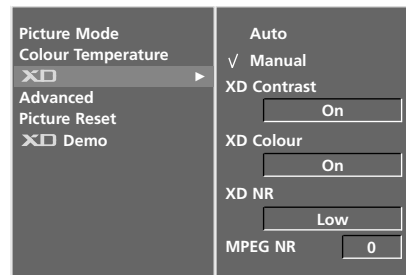 Picture Mode
Colour Temperature
XD
Advanced
Picture Reset
XD Demo
Auto
√ Manual
XD Contrast
On
XD Colour
On
XD NR
Low
MPEG NR 0